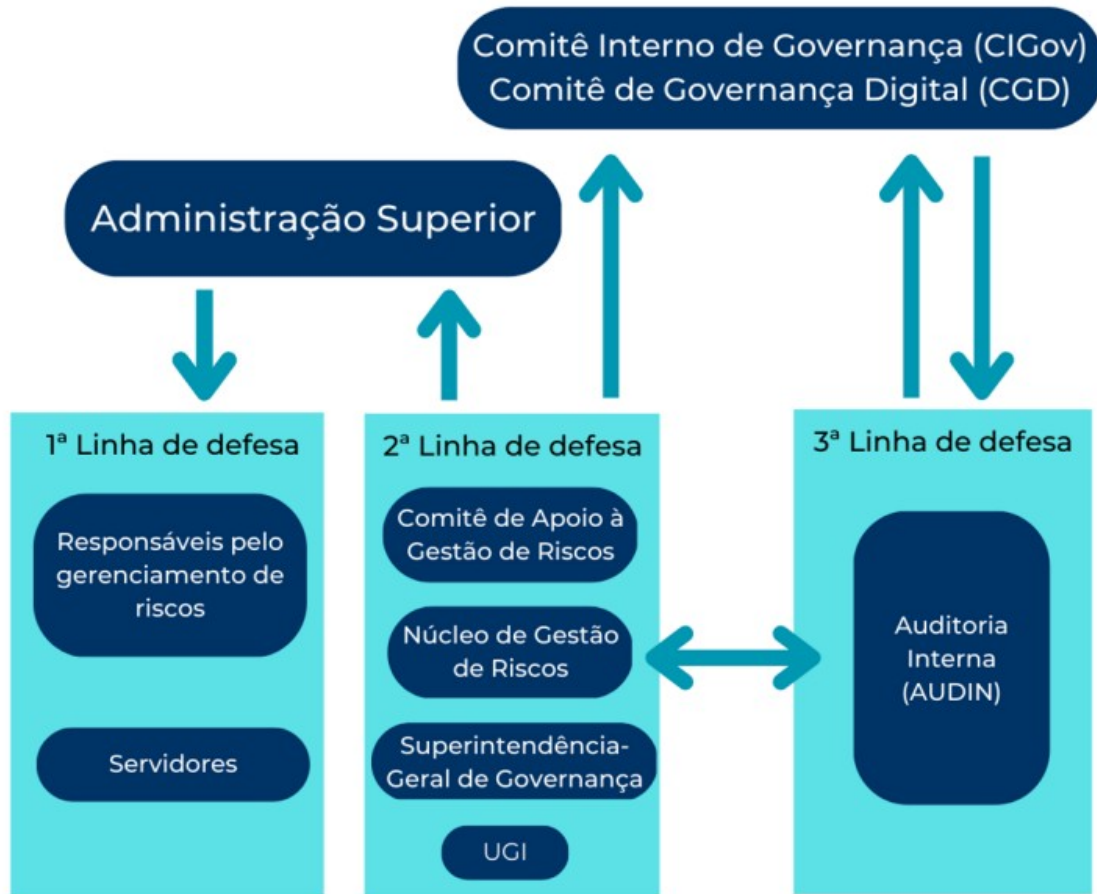 Comitê Interno de Governança (CIGov)
Comitê de Governança Digital (CGD)
Administração Superior
1ª Linha de defesa
Responsáveis pelo
gerenciamento de
riscos
Servidores
2ª Linha de defesa
Comitê de Apoio à
Gestão de Riscos
Núcleo de Gestão
de Riscos
Superintendência-
Geral de Governança
UGI
3ª Linha de defesa
Auditoria
Interna
(AUDIN)